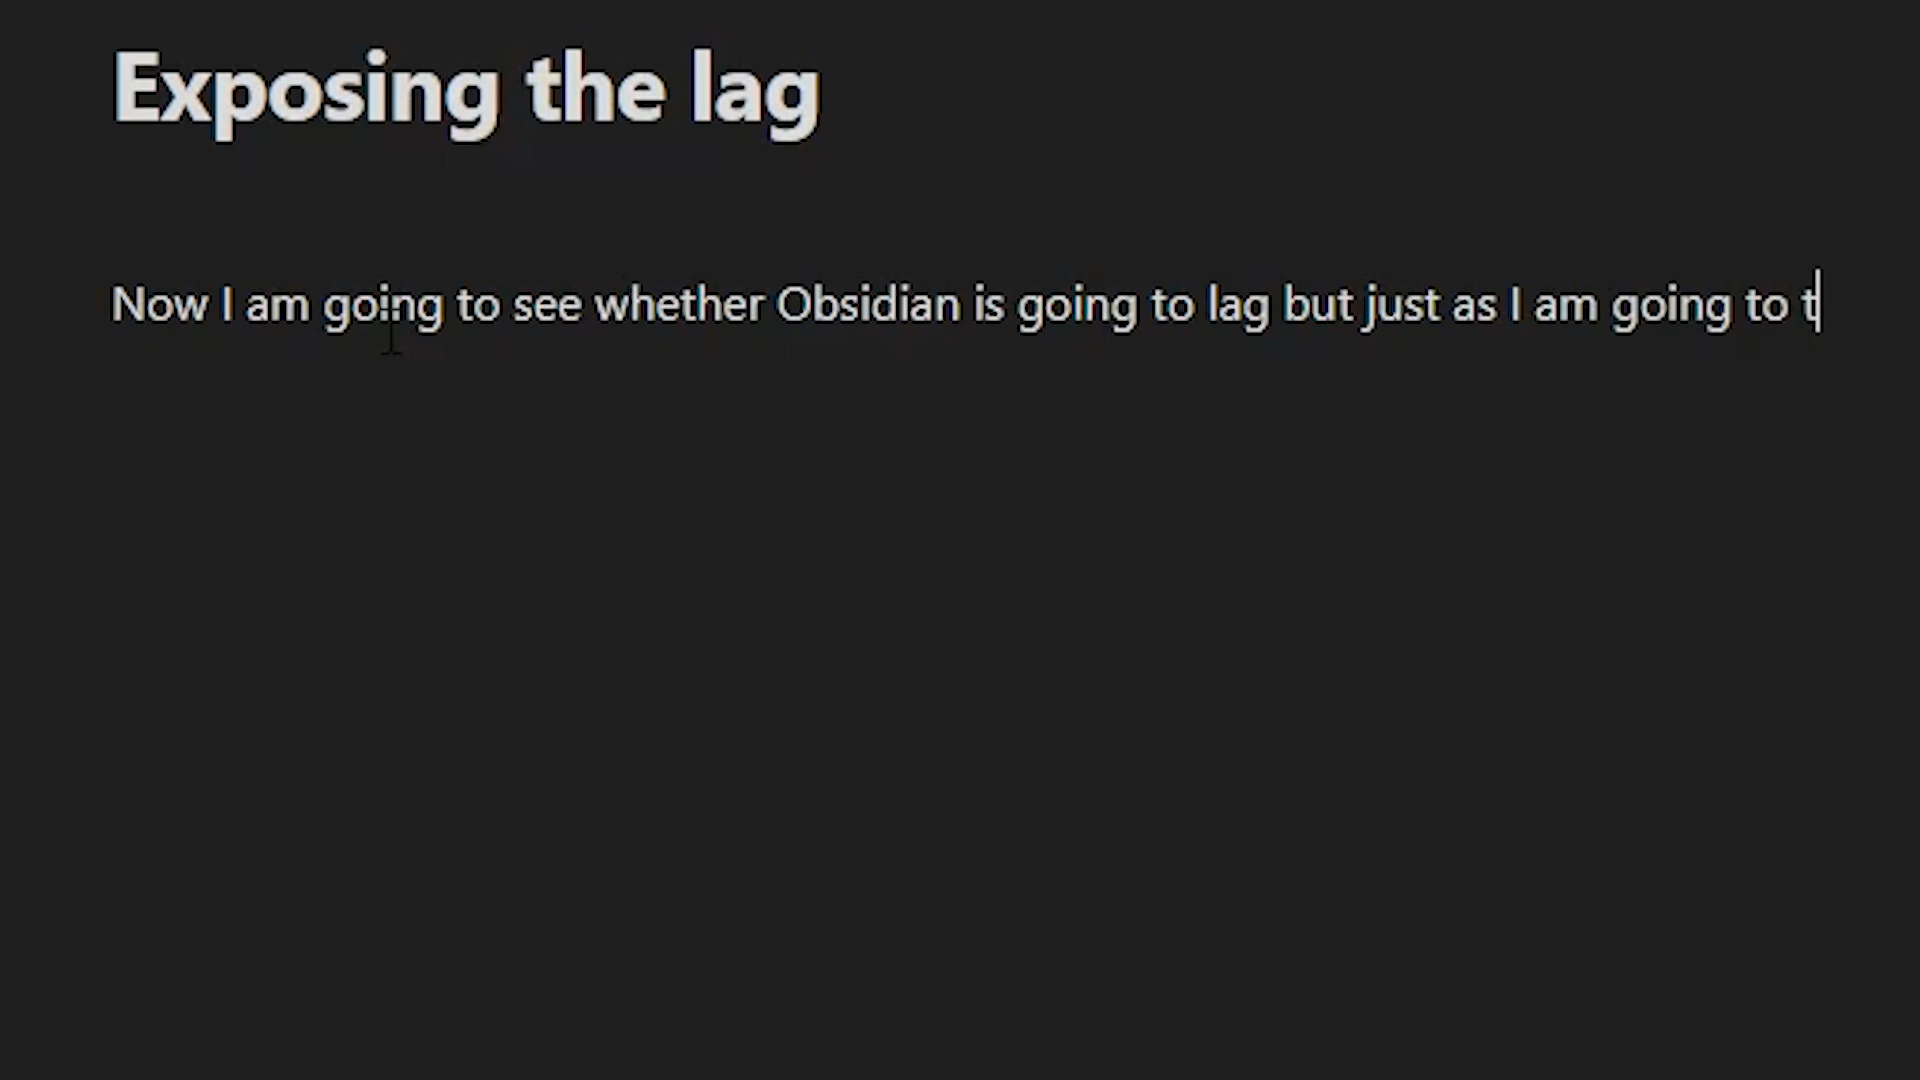 Exposing the lag
Now I am going to see whether Obsidian is going to lag but just as I am going to t